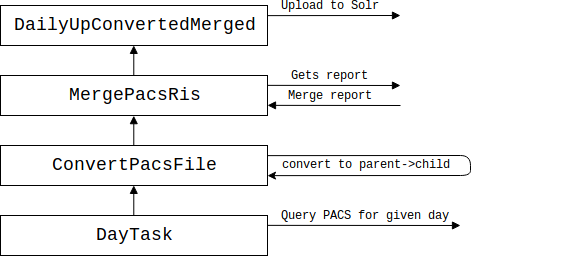 Upload to Solr
DailyUpConvertedMerged
Gets report
MergePacsRis
Merge report
ConvertPacsFile
convert to parent->child
Query PACS for given day
DayTask